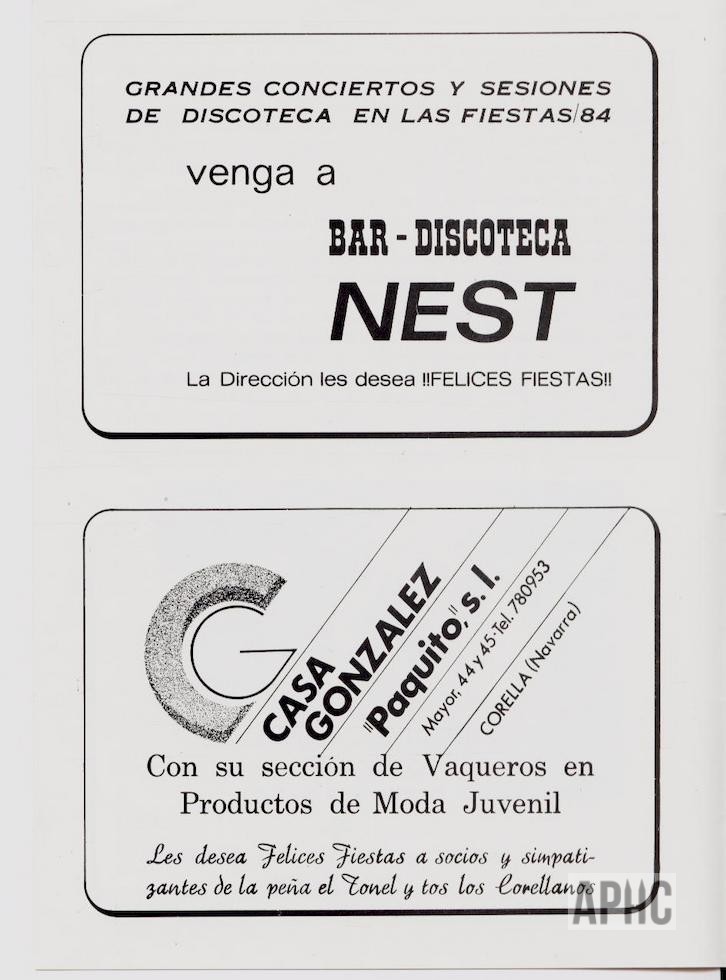 GRANDES CONCIERTOS Y SESIONES
DE DISCOTECA EN LAS FIESTAS/84
venga a
BAR - DISCOTECA
NEST
La Dirección les desea !!FELICES FIESTAS!!
CASA
GONZALEZ
"Paquito", s. l.
Mayor, 44 y 45 - Tel. 780953
CORELLA (Navarra)
Con su sección de Vaqueros en
Productos de Moda Juvenil
Les desea Felices Fiestas a socios y simpati-
zantes de la peña el Tonel y tos los Corellanos
APHC